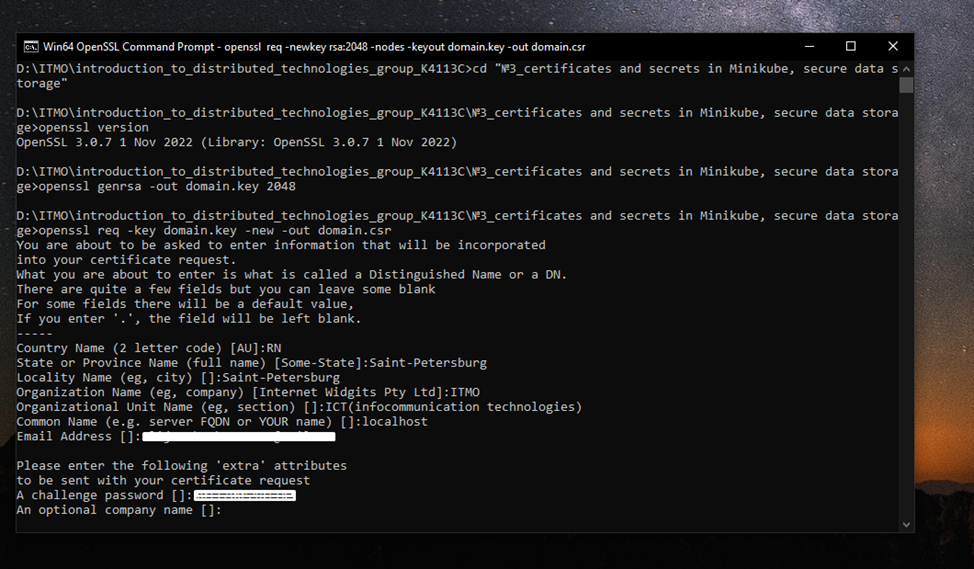 Win64 OpenSSL Command Prompt - openssl  req -newkey rsa:2048 -nodes -keyout domain.key -out domain.csr
D:\ITMO\introduction_to_distributed_technologies_group_K4113C>cd "№3_certificates and secrets in Minikube, secure data s
torage"
D:\ITMO\introduction_to_distributed_technologies_group_K4113C\№3_certificates and secrets in Minikube, secure data stora
ge>openssl version
OpenSSL 3.0.7 1 Nov 2022 (Library: OpenSSL 3.0.7 1 Nov 2022)
D:\ITMO\introduction_to_distributed_technologies_group_K4113C\№3_certificates and secrets in Minikube, secure data stora
ge>openssl genrsa -out domain.key 2048
D:\ITMO\introduction_to_distributed_technologies_group_K4113C\№3_certificates and secrets in Minikube, secure data stora
ge>openssl req -key domain.key -new -out domain.csr
You are about to be asked to enter information that will be incorporated
into your certificate request.
What you are about to enter is what is called a Distinguished Name or a DN.
There are quite a few fields but you can leave some blank
For some fields there will be a default value,
If you enter '.', the field will be left blank.
-----
Country Name (2 letter code) [AU]:RN
State or Province Name (full name) [Some-State]:Saint-Petersburg
Locality Name (eg, city) []:Saint-Petersburg
Organization Name (eg, company) [Internet Widgits Pty Ltd]:ITMO
Organizational Unit Name (eg, section) []:ICT(infocommunication technologies)
Common Name (e.g. server FQDN or YOUR name) []:localhost
Email Address []:
Please enter the following 'extra' attributes
to be sent with your certificate request
A challenge password []:
An optional company name []: